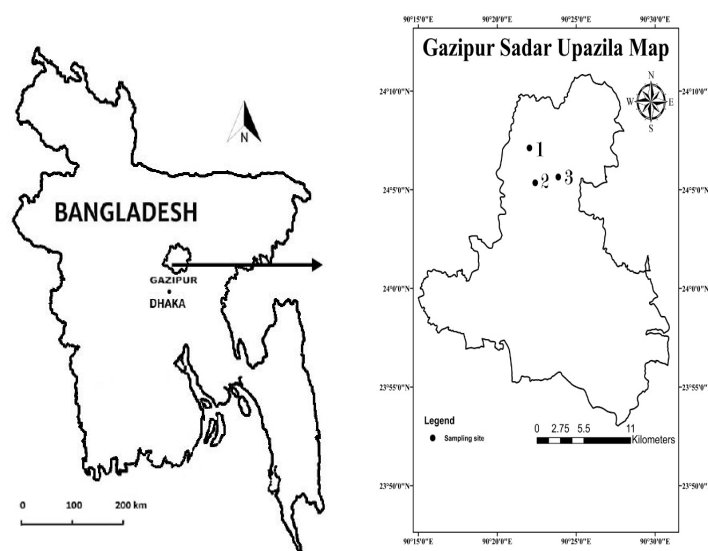 BANGLADESH
N
GAZIPUR
DHAKA
0 100 200 km
90°15'0"E 90°20'0"E 90°25'0"E 90°30'0"E
Gazipur Sadar Upazila Map
N
W E
S
24°10'0"N 24°10'0"N
1
2 3
24°5'0"N 24°5'0"N
24°0'0"N 24°0'0"N
23°55'0"N 23°55'0"N
Legend
Sampling site
0 2.75 5.5 11
Kilometers
23°50'0"N 23°50'0"N
90°15'0"E 90°20'0"E 90°25'0"E 90°30'0"E